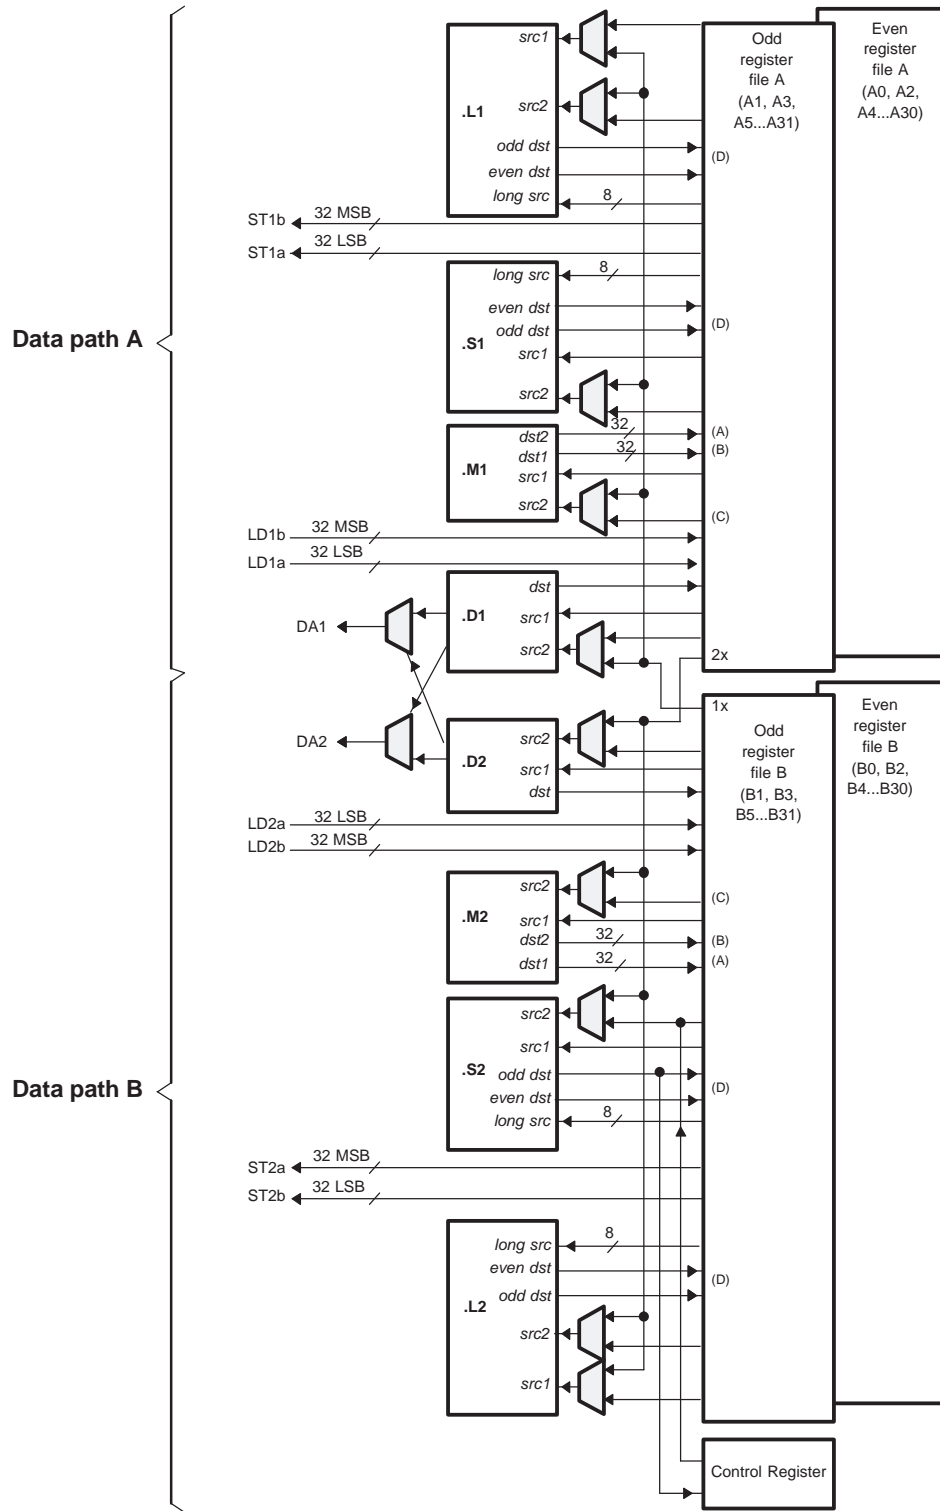 src1
Odd
register
file A
(A1, A3,
A5...A31)
Even
register
file A
(A0, A2,
A4...A30)
.L1
src2
odd dst
(D)
even dst
long src
8
ST1b
32 MSB
ST1a
32 LSB
long src
8
even dst
(D)
odd dst
Data path A
.S1
src1
src2
32
dst2
(A)
32
dst1
(B)
.M1
src1
src2
(C)
LD1b
32 MSB
LD1a
32 LSB
dst
.D1
src1
DA1
src2
2x
1x
Odd
register
file B
(B1, B3,
B5...B31)
Even
register
file B
(B0, B2,
B4...B30)
DA2
src2
.D2
src1
dst
LD2a
32 LSB
LD2b
32 MSB
src2
(C)
.M2
src1
dst2
32
(B)
dst1
32
(A)
src2
src1
.S2
odd dst
Data path B
(D)
even dst
long src
8
ST2a
32 MSB
ST2b
32 LSB
long src
8
even dst
(D)
odd dst
.L2
src2
src1
Control Register